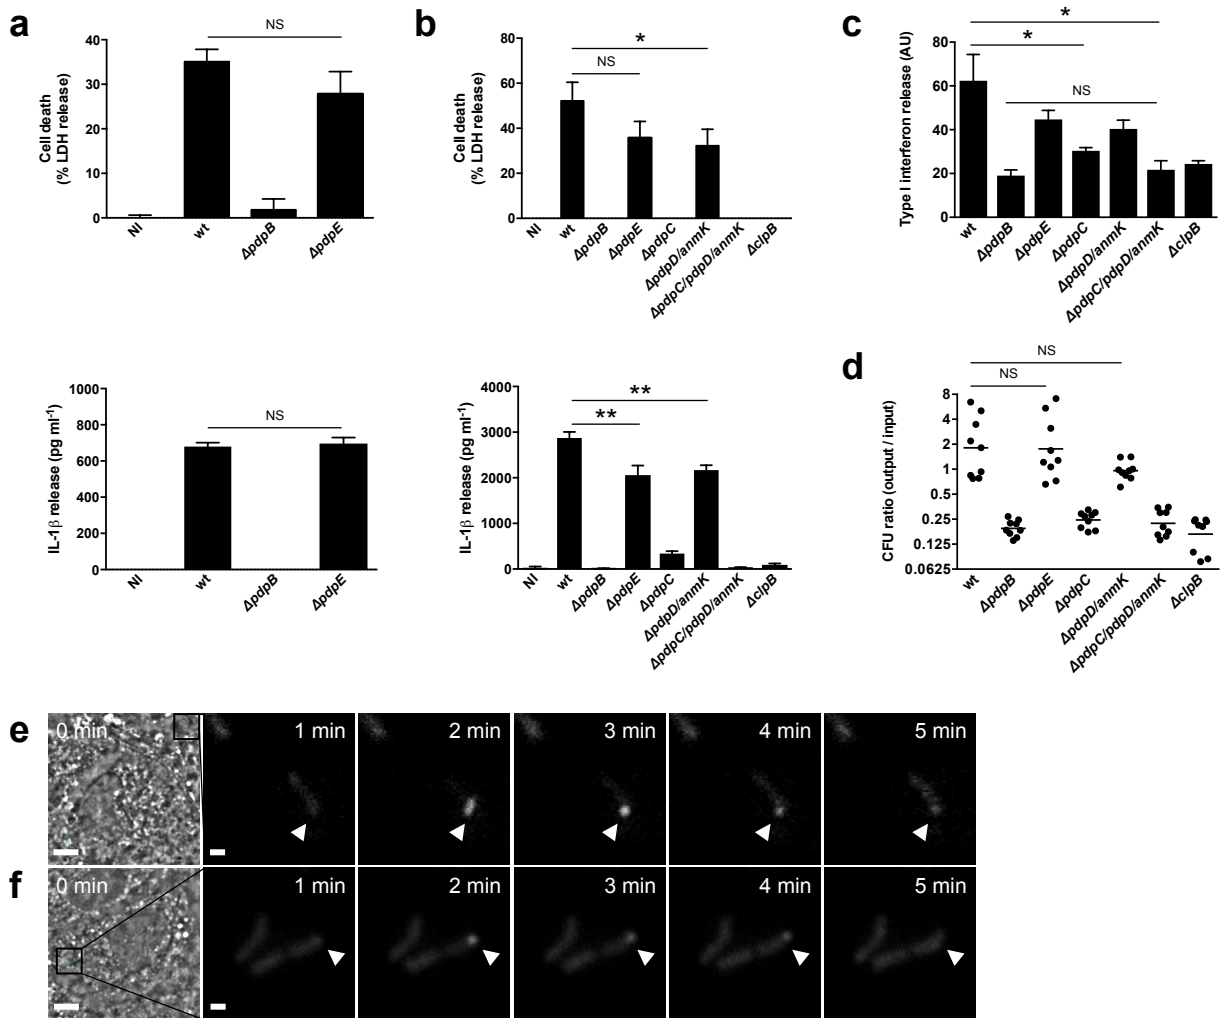 a
NS
Cell death
(% LDH release)
40
30
20
10
0
NI
wt
ΔpdpB
ΔpdpE
b
*
NS
Cell death
(% LDH release)
80
60
40
20
0
NI
wt
ΔpdpB
ΔpdpE
ΔpdpC
ΔpdpD/anmK
ΔpdpC/pdpD/anmK
ΔclpB
c
*
*
NS
Type I interferon release (AU)
80
60
40
20
0
wt
ΔpdpB
ΔpdpE
ΔpdpC
ΔpdpD/anmK
ΔpdpC/pdpD/anmK
ΔclpB
NS
IL-1β release (pg ml-1)
1000
800
600
400
200
0
NI
wt
ΔpdpB
ΔpdpE
**
**
IL-1β release (pg ml-1)
4000
3000
2000
1000
0
NI
wt
ΔpdpB
ΔpdpE
ΔpdpC
ΔpdpD/anmK
ΔpdpC/pdpD/anmK
ΔclpB
d
NS
NS
CFU ratio (output / input)
8
4
2
1
0.5
0.25
0.125
0.0625
wt
ΔpdpB
ΔpdpE
ΔpdpC
ΔpdpD/anmK
ΔpdpC/pdpD/anmK
ΔclpB
e
0 min
1 min
2 min
3 min
4 min
5 min
f
0 min
1 min
2 min
3 min
4 min
5 min